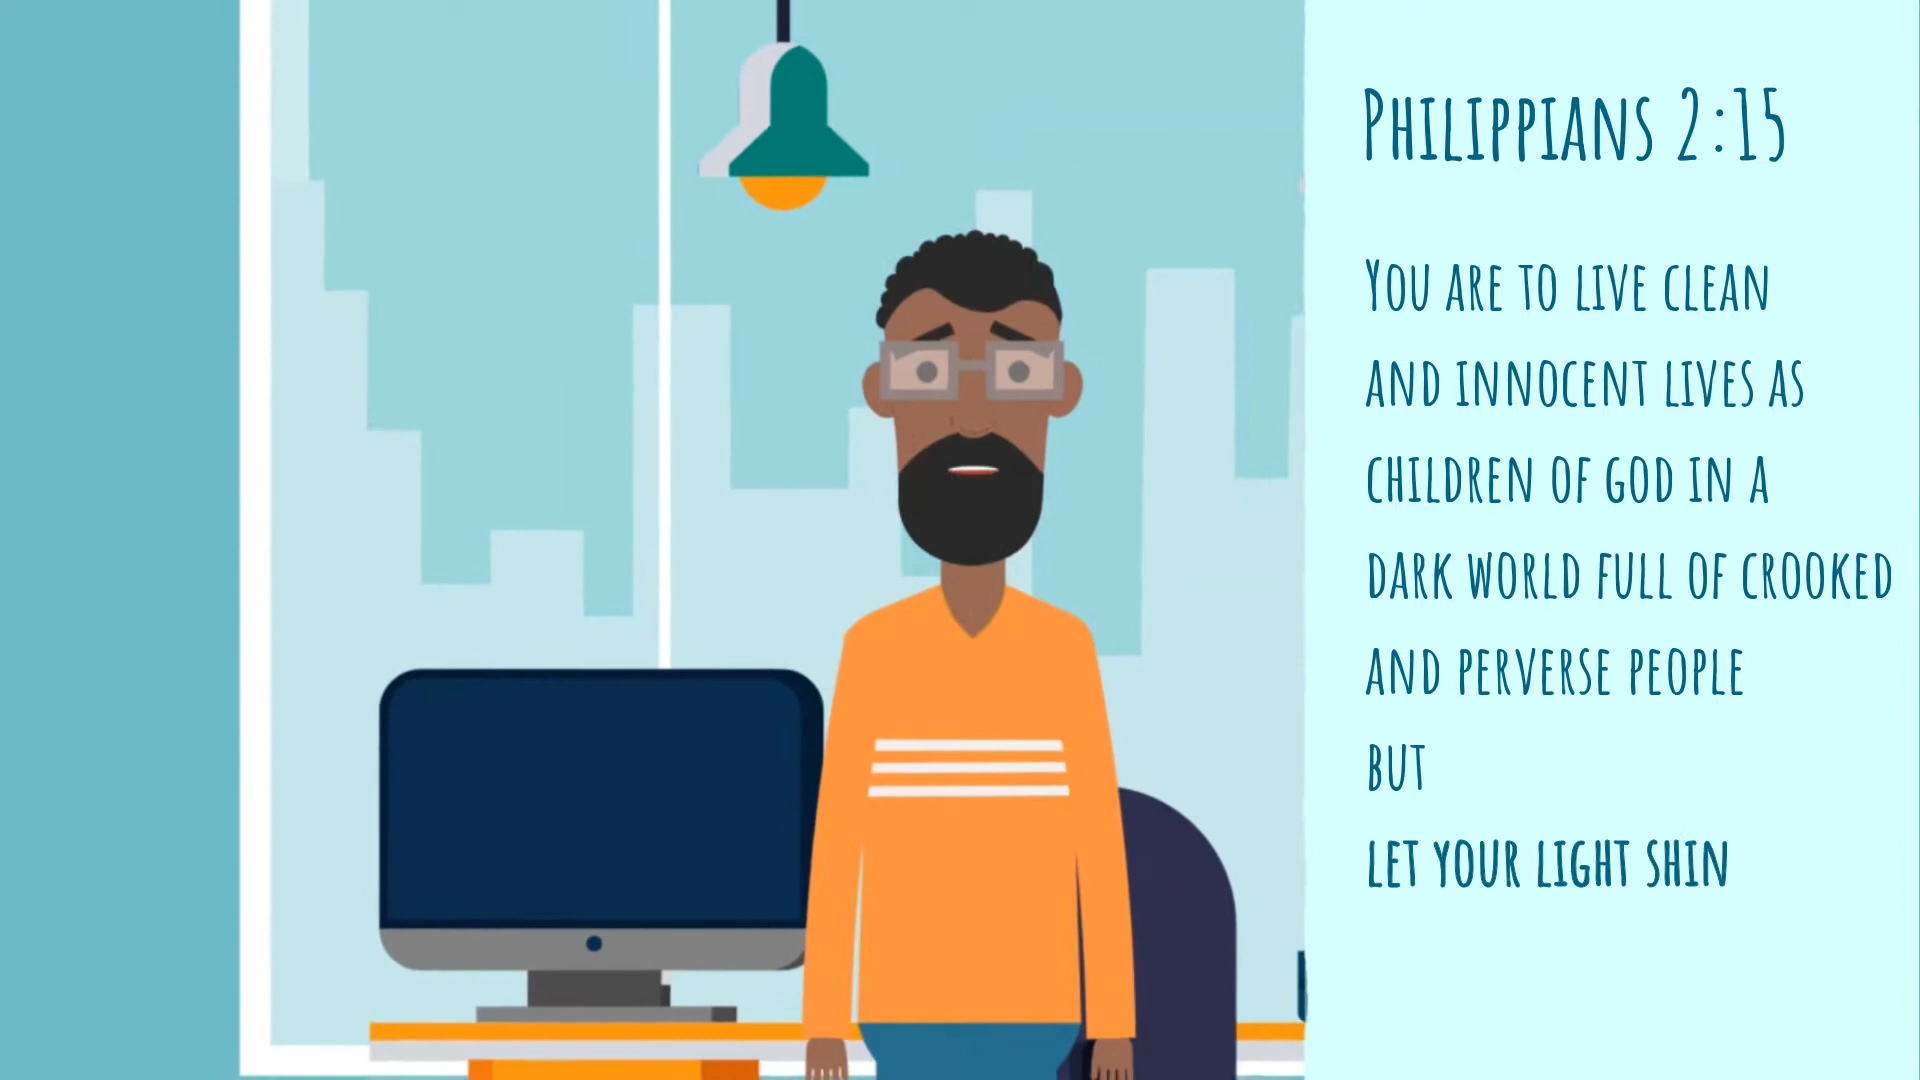 Philippians 2:15
You are to live clean
and innocent lives as
children of god in a
dark world full of crooked
and perverse people
but
let your light shin